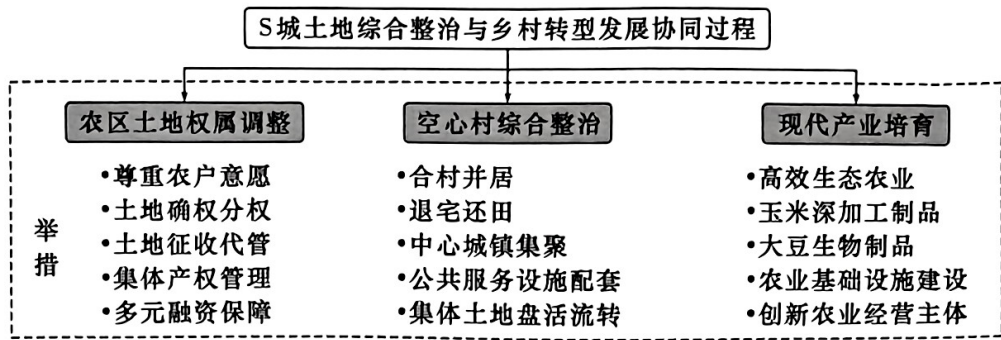 S城土地综合整治与乡村转型发展协同过程
农区土地权属调整
空心村综合整治
现代产业培育
举措
•尊重农户意愿
•土地确权分权
•土地征收代管
•集体产权管理
•多元融资保障
•合村并居
•退宅还田
•中心城镇集聚
•公共服务设施配套
•集体土地盘活流转
•高效生态农业
•玉米深加工制品
•大豆生物制品
•农业基础设施建设
•创新农业经营主体